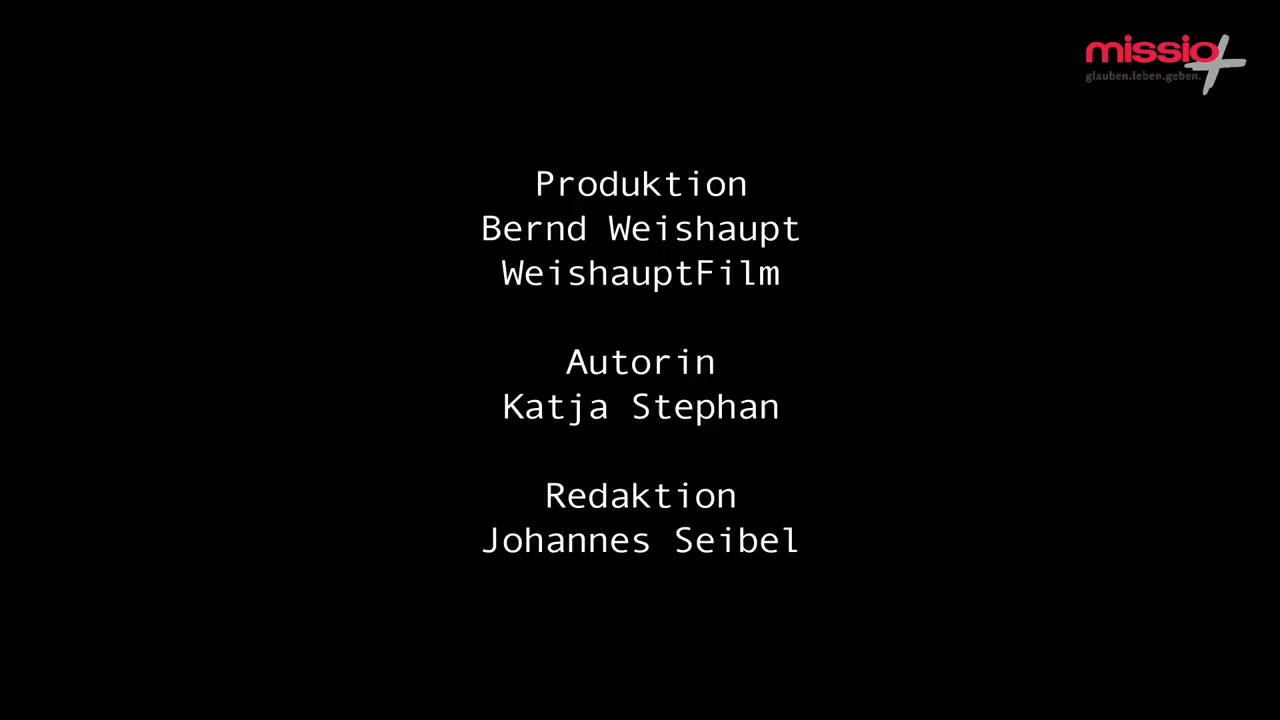 missio
glauben.leben.geben.
Produktion
Bernd Weishaupt
WeishauptFilm
Autorin
Katja Stephan
Redaktion
Johannes Seibel